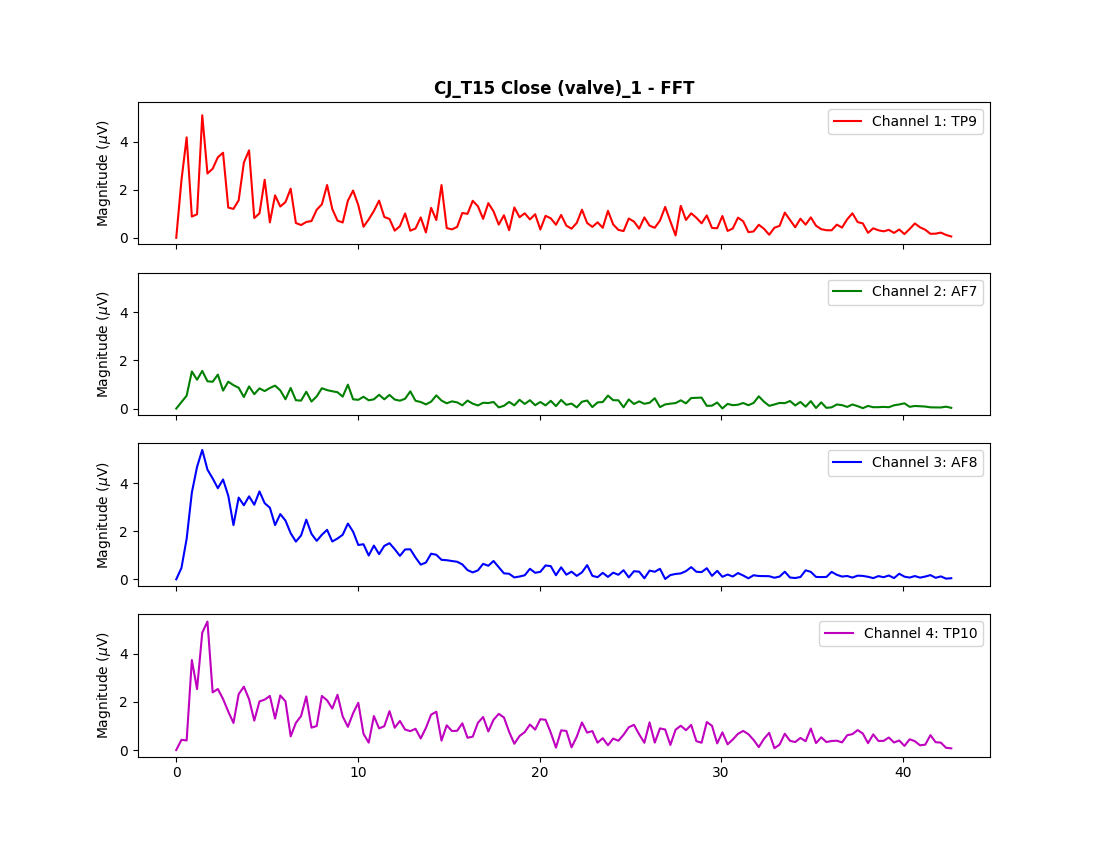 CJ_T15 Close (valve)_1 - FFT
Magnitude (μV)
4
2
0
Channel 1: TP9
Magnitude (μV)
4
2
0
Channel 2: AF7
Magnitude (μV)
4
2
0
Channel 3: AF8
Magnitude (μV)
4
2
0
Channel 4: TP10
0 10 20 30 40